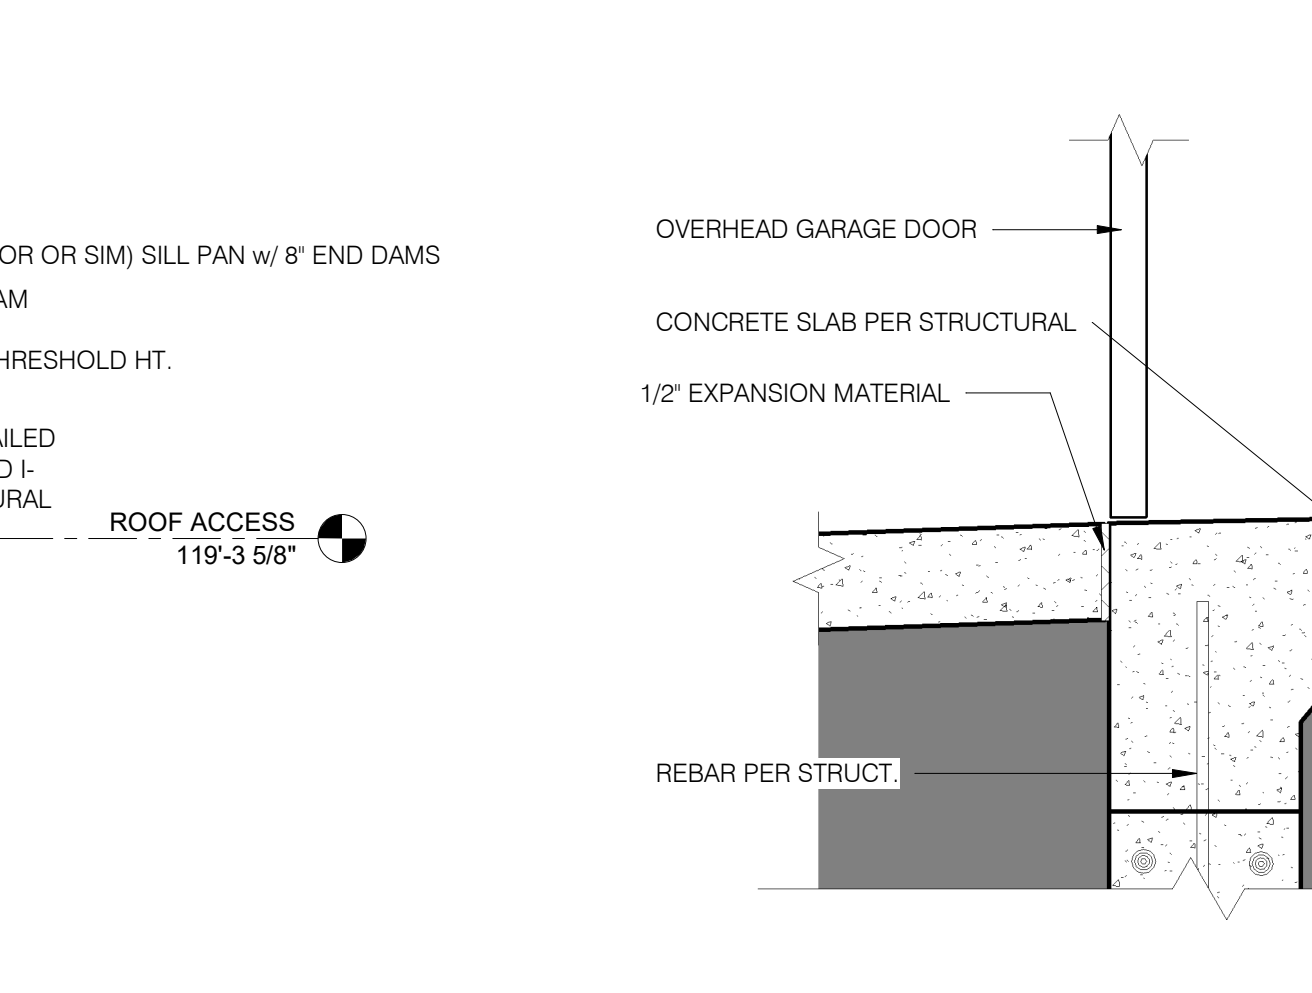 OR OR SIM) SILL PAN w/ 8" END DAMS
AM
HRESHOLD HT.
AILED
D I-
URAL
ROOF ACCESS
119'-3 5/8"
OVERHEAD GARAGE DOOR
CONCRETE SLAB PER STRUCTURAL
1/2" EXPANSION MATERIAL
REBAR PER STRUCT.